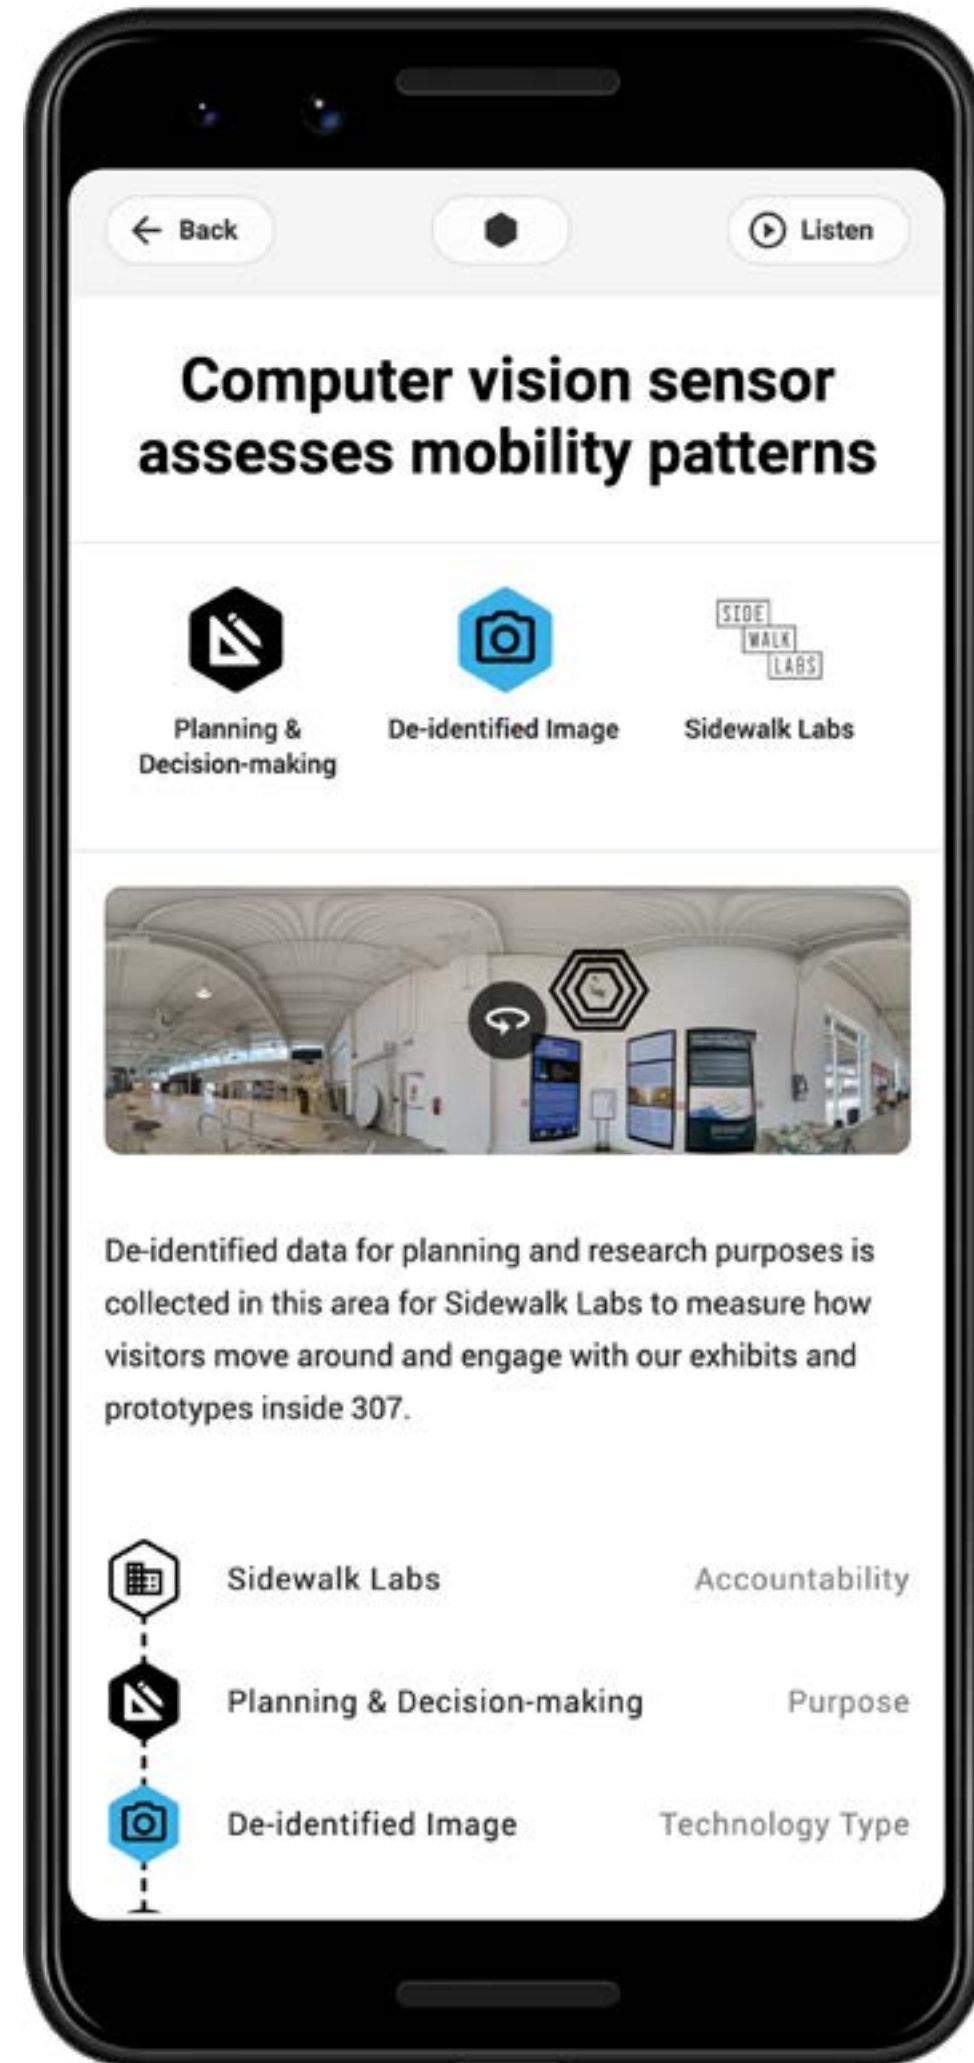 Back
Listen
Computer vision sensor
assesses mobility patterns
SIDE
WALK
LABS
Planning &
Decision-making
De-identified Image
Sidewalk Labs
De-identified data for planning and research purposes is
collected in this area for Sidewalk Labs to measure how
visitors move around and engage with our exhibits and
prototypes inside 307.
Sidewalk Labs Accountability
Planning & Decision-making Purpose
De-identified Image Technology Type